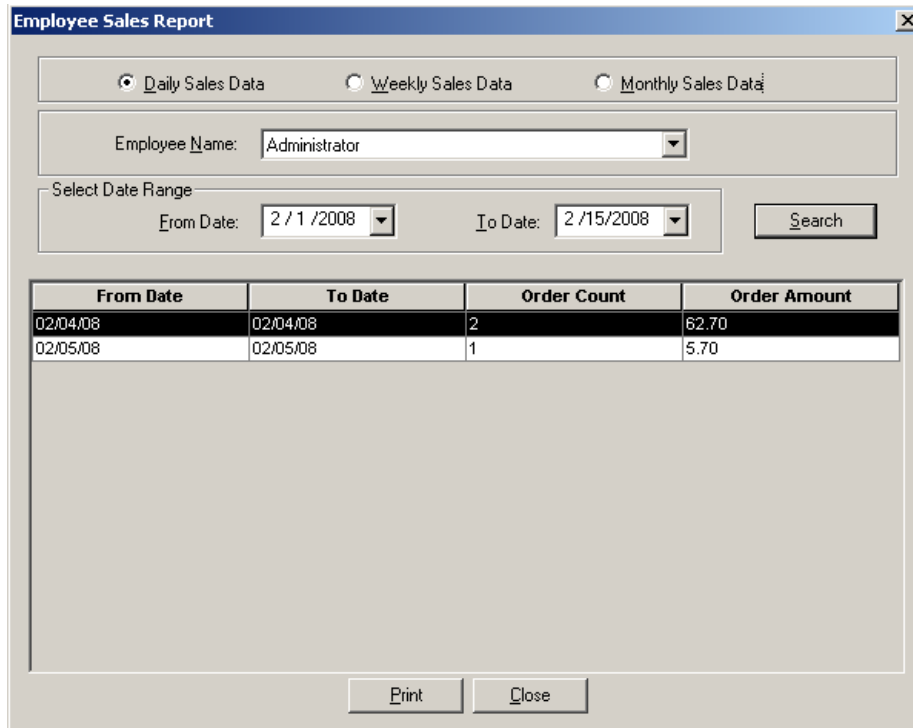 Employee Sales Report
Daily Sales Data Weekly Sales Data Monthly Sales Data
Employee Name: Administrator
Select Date Range
From Date: 2 / 1 /2008 To Date: 2 /15/2008 Search
From Date To Date Order Count Order Amount
02/04/08 02/04/08 2 62.70
02/05/08 02/05/08 1 5.70
Print Close